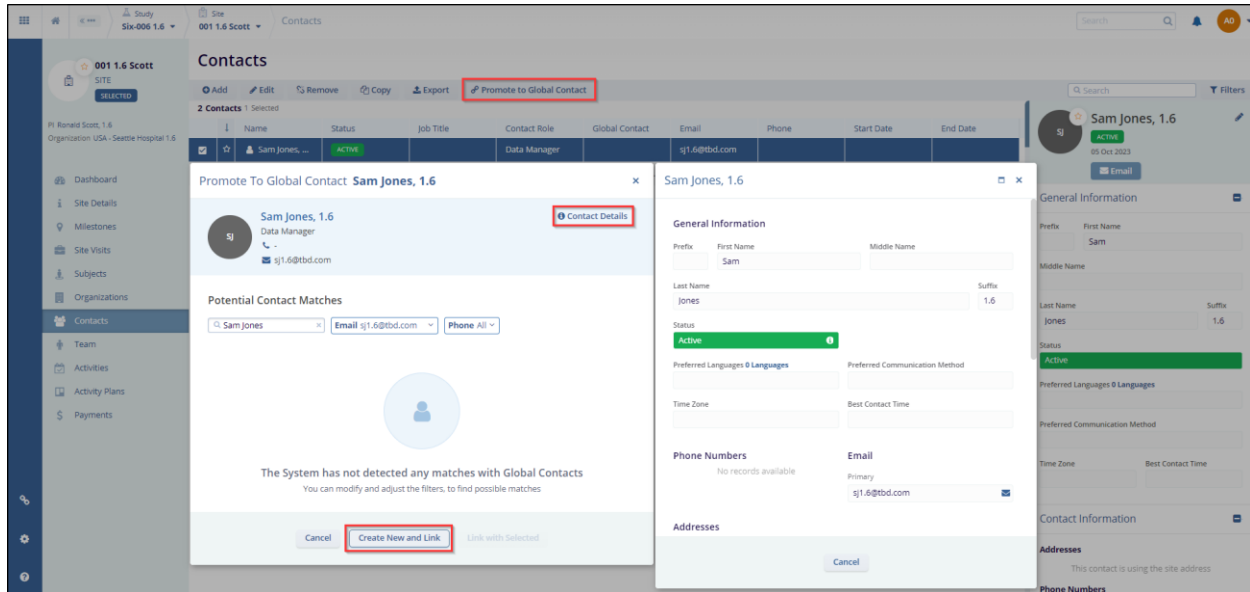 Study
Six-006 1.6
Site
001 1.6 Scott
Contacts
Search
AD
001 1.6 Scott
SITE
SELECTED
PI Ronald Scott, 1.6
Organization USA - Seattle Hospital 1.6
Dashboard
Site Details
Milestones
Site Visits
Subjects
Organizations
Contacts
Team
Activities
Activity Plans
Payments
Contacts
Add Edit Remove Copy Export Promote to Global Contact
Search
Filters
2 Contacts 1 Selected
Name Status Job Title Contact Role Global Contact Email Phone Start Date End Date
Sam Jones, ... ACTIVE Data Manager sj1.6@tbd.com
Promote To Global Contact Sam Jones, 1.6
SJ
Sam Jones, 1.6
Contact Details
Data Manager
-
sj1.6@tbd.com
Potential Contact Matches
Sam Jones
Email sj1.6@tbd.com
Phone All
The System has not detected any matches with Global Contacts
You can modify and adjust the filters, to find possible matches
Cancel Create New and Link Link with Selected
Sam Jones, 1.6
General Information
Prefix First Name Middle Name
Sam
Last Name Suffix
Jones 1.6
Status
Active
Preferred Languages 0 Languages Preferred Communication Method
Time Zone Best Contact Time
Phone Numbers Email
No records available
Primary
sj1.6@tbd.com
Addresses
Cancel
SJ
Sam Jones, 1.6
ACTIVE
05 Oct 2023
Email
General Information
Prefix First Name
Sam
Middle Name
Last Name Suffix
Jones 1.6
Status
Active
Preferred Languages 0 Languages
Preferred Communication Method
Time Zone Best Contact Time
Contact Information
Addresses
This contact is using the site address
Phone Numbers